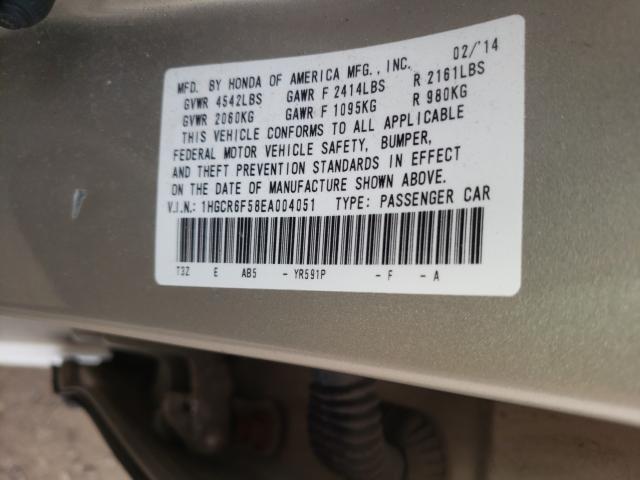 MFD. BY HONDA OF AMERICA MFG., INC. 02/'14
GVWR 4542LBS GAWR F 2414LBS R 2161LBS
GVWR 2060KG GAWR F 1095KG R 980KG
THIS VEHICLE CONFORMS TO ALL APPLICABLE
FEDERAL MOTOR VEHICLE SAFETY, BUMPER,
AND THEFT PREVENTION STANDARDS IN EFFECT
ON THE DATE OF MANUFACTURE SHOWN ABOVE.
V.I.N.: 1HGCR6F58EA004051 TYPE: PASSENGER CAR
T3Z E AB5 - YR591P - F - A